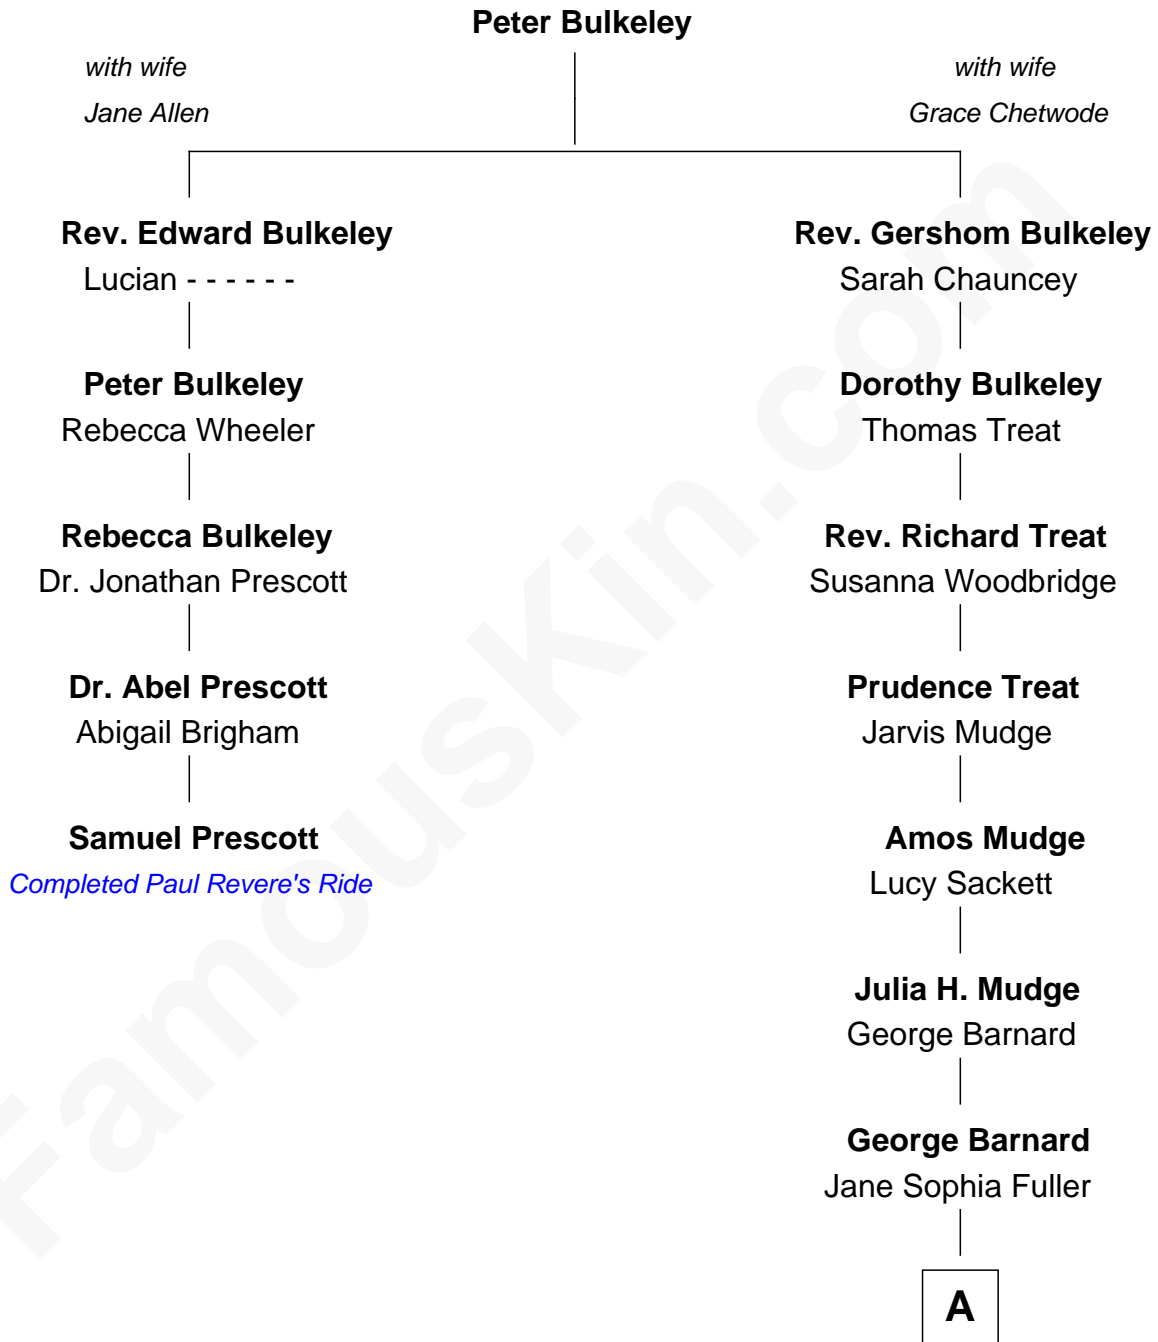 Peter Bulkeley
with wife
Jane Allen
with wife
Grace Chetwode
Rev. Edward Bulkeley
Lucian - - - - - -
Rev. Gershom Bulkeley
Sarah Chauncey
Peter Bulkeley
Rebecca Wheeler
Dorothy Bulkeley
Thomas Treat
Rebecca Bulkeley
Dr. Jonathan Prescott
Rev. Richard Treat
Susanna Woodbridge
Dr. Abel Prescott
Abigail Brigham
Prudence Treat
Jarvis Mudge
Samuel Prescott
Completed Paul Revere's Ride
Amos Mudge
Lucy Sackett
Julia H. Mudge
George Barnard
George Barnard
Jane Sophia Fuller
A
FamousKin.com